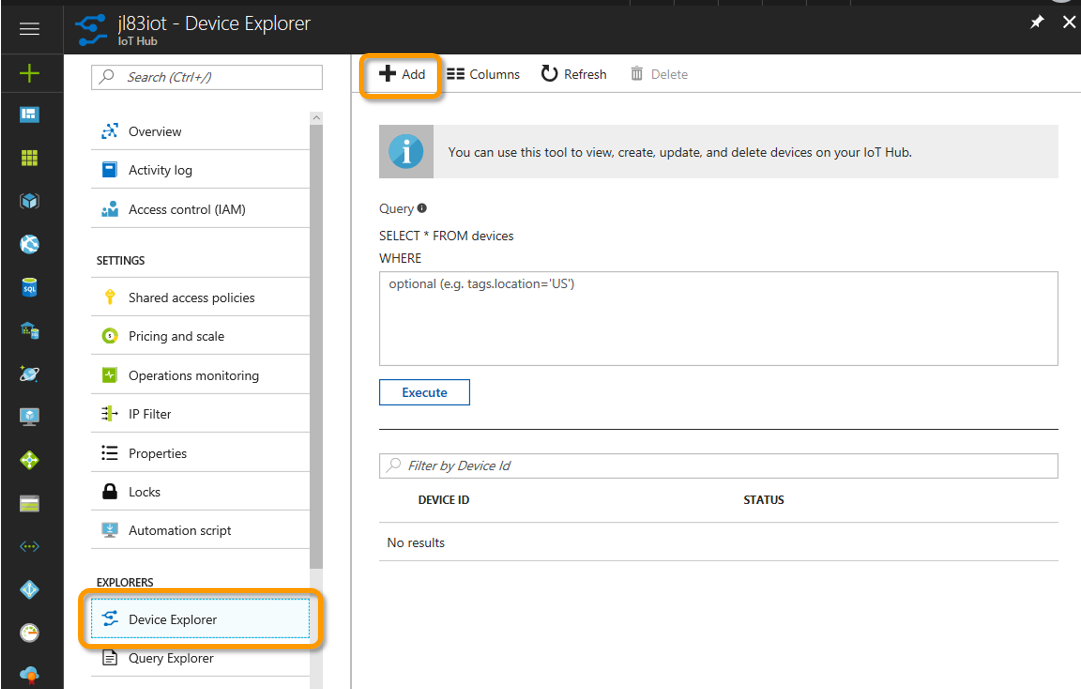 jl83iot - Device Explorer
IoT Hub
Search (Ctrl+/)
Overview
Activity log
Access control (IAM)
SETTINGS
Shared access policies
Pricing and scale
Operations monitoring
IP Filter
Properties
Locks
Automation script
EXPLORERS
Device Explorer
Query Explorer
Add Columns Refresh Delete
You can use this tool to view, create, update, and delete devices on your IoT Hub.
Query
SELECT * FROM devices
WHERE
optional (e.g. tags.location='US')
Execute
Filter by Device Id
DEVICE ID STATUS
No results
SQL